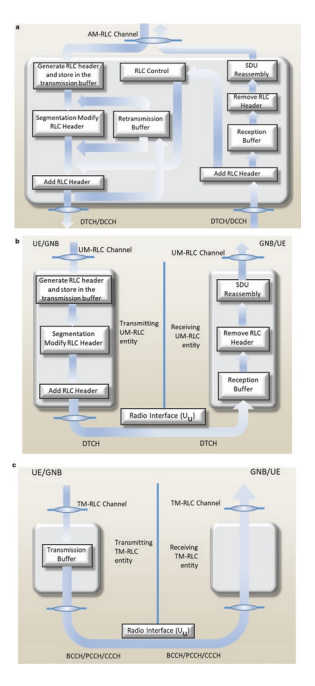 a
AM-RLC Channel
Generate RLC header
and store in the
transmission buffer
RLC Control
SDU
Reassembly
Remove RLC
Header
Segmentation Modify
RLC Header
Retransmission
Buffer
Reception
Buffer
Add RLC Header
Add RLC Header
DTCH/DCCH
DTCH/DCCH
b
UE/GNB
GNB/UE
UM-RLC Channel
UM-RLC Channel
Generate RLC header
and store in the
transmission buffer
SDU
Reassembly
Segmentation
Modify RLC Header
Transmitting
UM-RLC
entity
Receiving
UM-RLC
entity
Remove RLC
Header
Add RLC Header
Reception
Buffer
Radio Interface (Uu)
DTCH
DTCH
c
UE/GNB
GNB/UE
TM-RLC Channel
TM-RLC Channel
Transmission
Buffer
Transmitting
TM-RLC
entity
Receiving
TM-RLC
entity
Radio Interface (Uu)
BCCH/PCCH/CCCH
BCCH/PCCH/CCCH